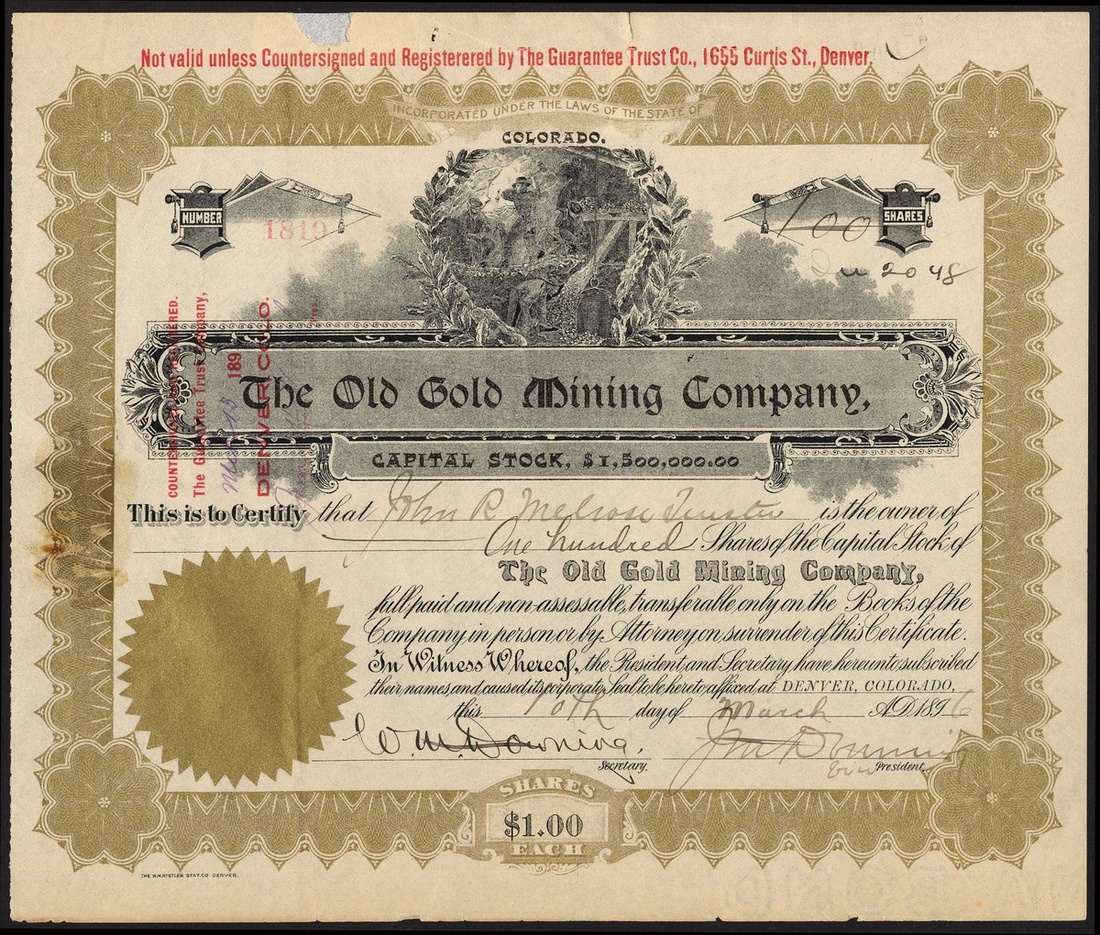 Not valid unless Countersigned and Registerered by The Guarantee Trust Co., 1655 Curtis St., Denver.
INCORPORATED UNDER THE LAWS OF THE STATE OF
COLORADO.
NUMBER
1819
100
SHARES
2048
COUNTERSIGNED AND REGISTERED.
The Guarantee Trust Company,
189
DENVER COLO.
The Old Gold Mining Company,
CAPITAL STOCK, $1,500,000.00
This is to Certify that John R Melrose Trustee is the owner of
One hundred Shares of the Capital Stock of
The Old Gold Mining Company,
full paid and non-assessable, transferable only on the Books of the
Company in person or by Attorney on surrender of this Certificate.
In Witness Whereof, the President and Secretary have hereunto subscribed
their names and caused its corporate Seal to be hereto affixed at DENVER, COLORADO,
this 10th day of March A.D. 1896
W M Downing.
Secretary.
President
SHARES
$1.00
EACH
THE W.H. KISTLER STAT. CO DENVER.